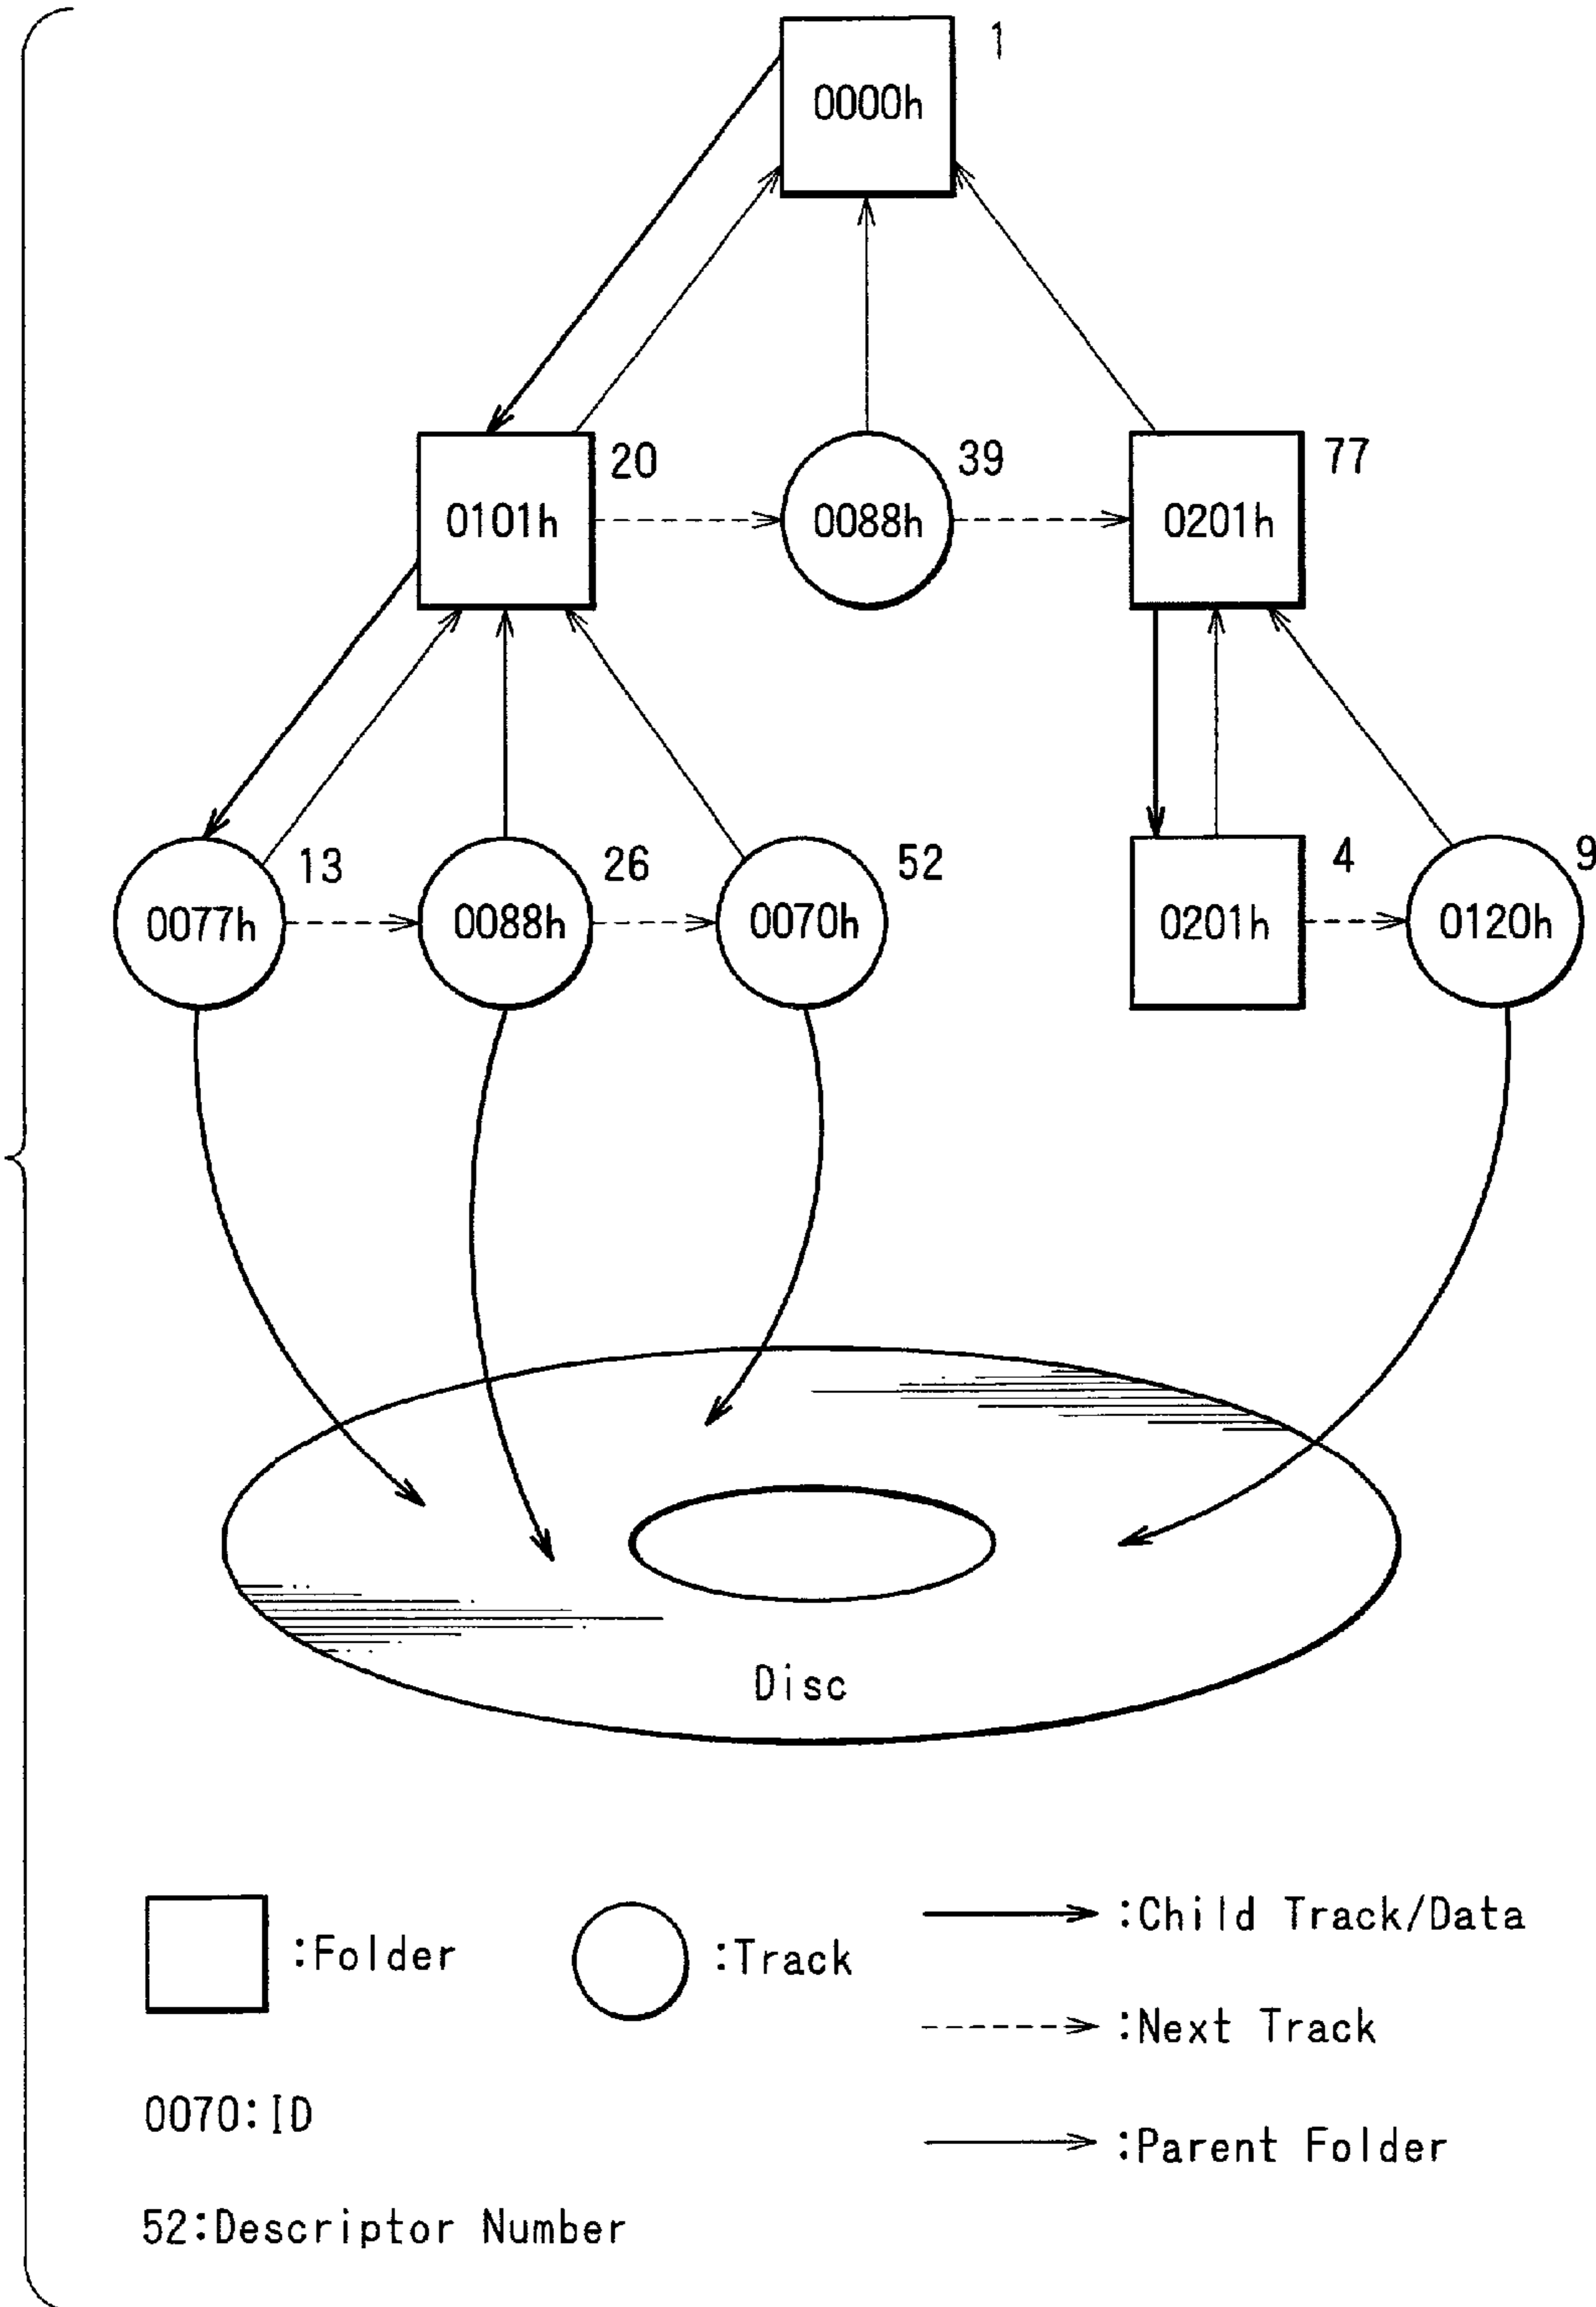 1
0000h
20
39
77
0101h
0088h
0201h
13
26
52
4
9
0077h
0088h
0070h
0201h
0120h
Disc
:Folder
:Track
:Child Track/Data
:Next Track
0070:ID
:Parent Folder
52:Descriptor Number